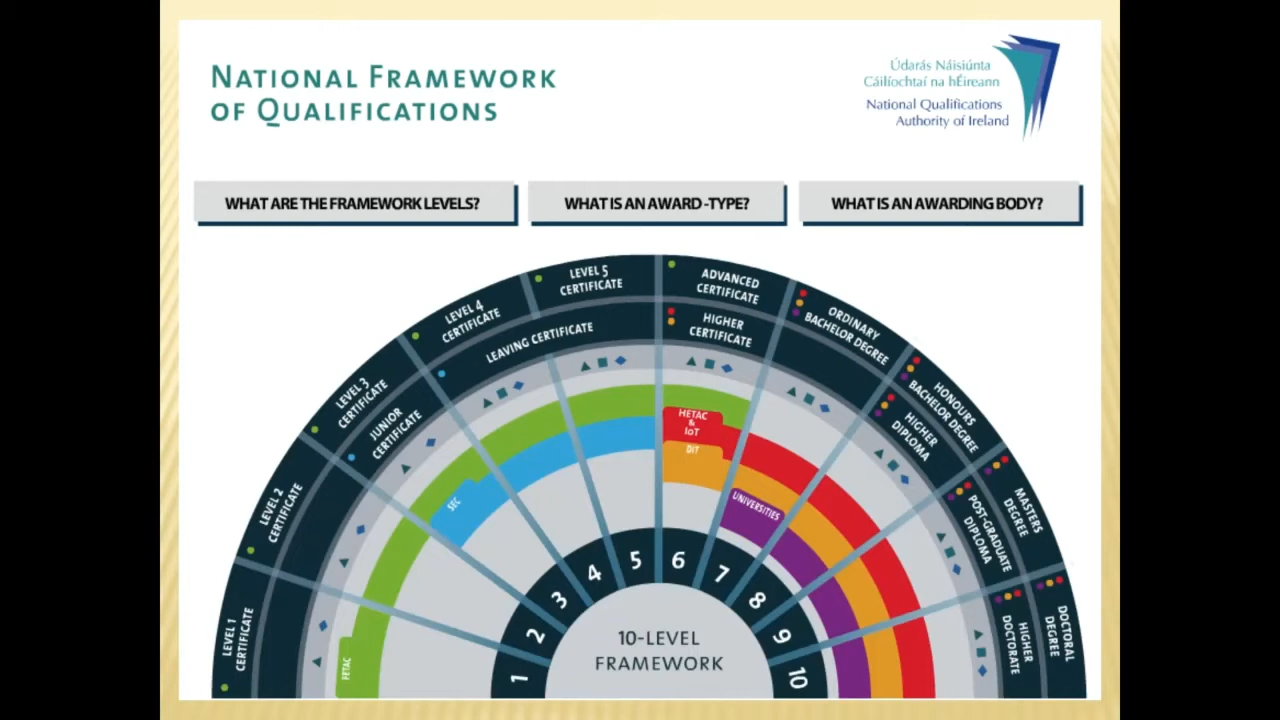 NATIONAL FRAMEWORK
OF QUALIFICATIONS
Údarás Náisiúnta
Cáilíochtaí na hÉireann
National Qualifications
Authority of Ireland
WHAT ARE THE FRAMEWORK LEVELS?
WHAT IS AN AWARD -TYPE?
WHAT IS AN AWARDING BODY?
LEVEL 1
CERTIFICATE
LEVEL 2
CERTIFICATE
LEVEL 3
CERTIFICATE
JUNIOR
CERTIFICATE
LEVEL 4
CERTIFICATE
LEVEL 5
CERTIFICATE
LEAVING CERTIFICATE
ADVANCED
CERTIFICATE
HIGHER
CERTIFICATE
ORDINARY
BACHELOR DEGREE
HONOURS
BACHELOR DEGREE
HIGHER
DIPLOMA
MASTERS
DEGREE
POST-GRADUATE
DIPLOMA
DOCTORAL
DEGREE
HIGHER
DOCTORATE
FETAC
SEC
HETAC
&
IoT
DIT
UNIVERSITIES
1
2
3
4
5
6
7
8
9
10
10-LEVEL
FRAMEWORK